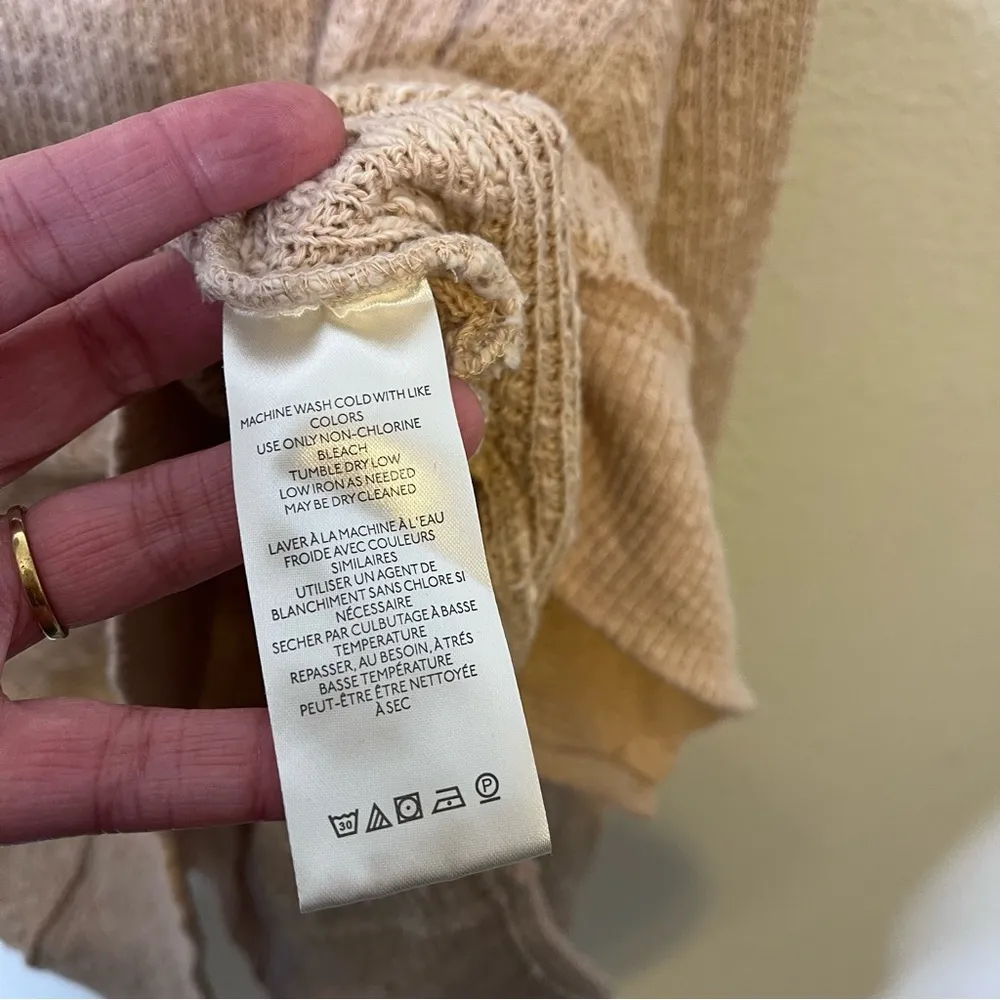 MACHINE WASH COLD WITH LIKE
COLORS
USE ONLY NON-CHLORINE
BLEACH
TUMBLE DRY LOW
LOW IRON AS NEEDED
MAY BE DRY CLEANED
LAVER À LA MACHINE À L'EAU
FROIDE AVEC COULEURS
SIMILAIRES
UTILISER UN AGENT DE
BLANCHIMENT SANS CHLORE SI
NÉCESSAIRE
SECHER PAR CULBUTAGE À BASSE
TEMPERATURE
REPASSER, AU BESOIN, À TRÉS
BASSE TEMPÉRATURE
PEUT-ÊTRE ÊTRE NETTOYÉE
À SEC
30 P